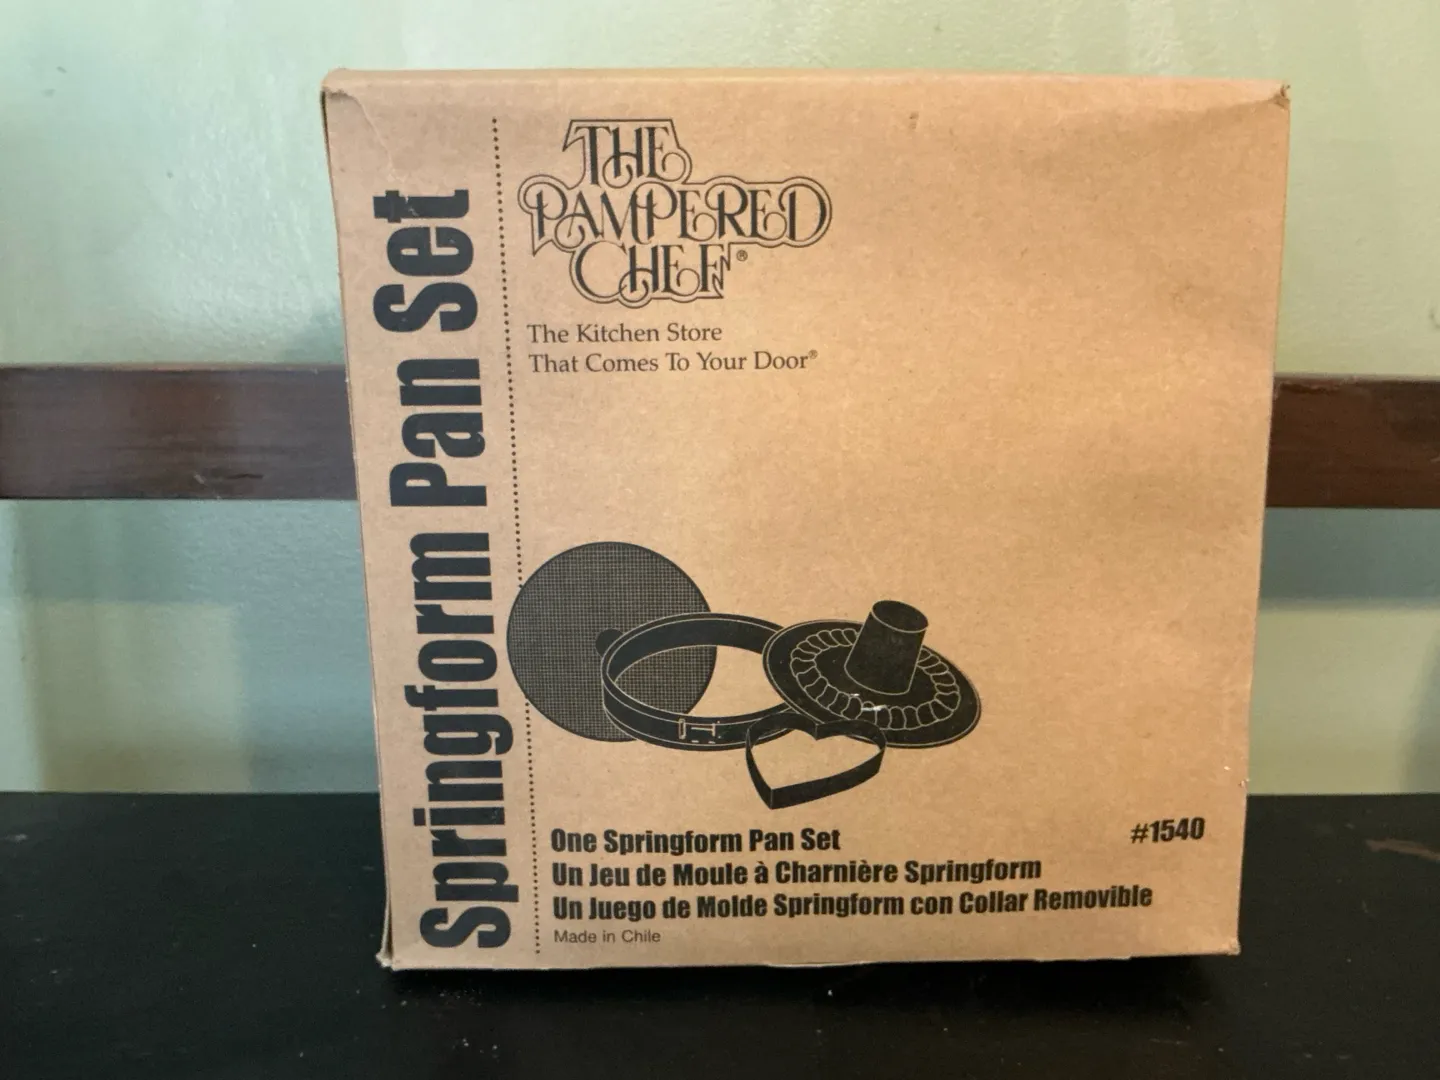 Springform Pan Set
THE
PAMPERED
CHEF®
The Kitchen Store
That Comes To Your Door®
One Springform Pan Set
#1540
Un Jeu de Moule à Charnière Springform
Un Juego de Molde Springform con Collar Removible
Made in Chile